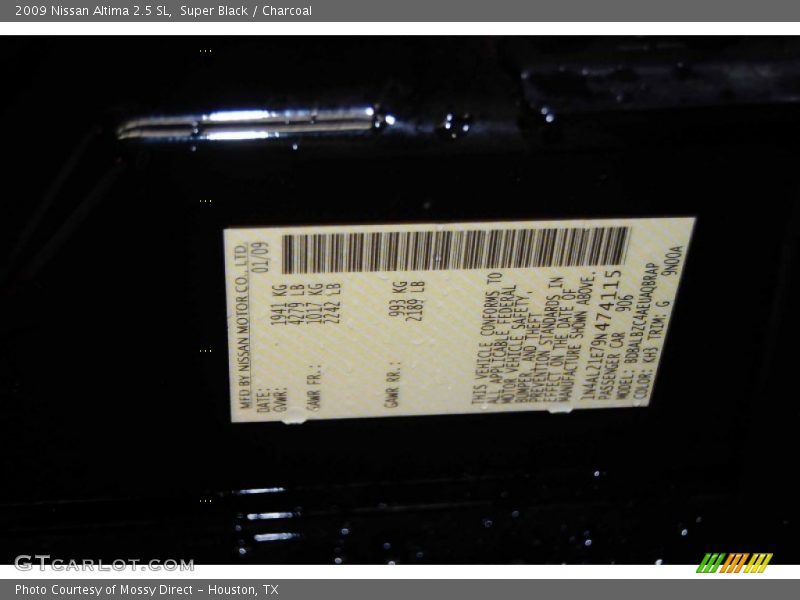 2009 Nissan Altima 2.5 SL,  Super Black / Charcoal
MFD BY NISSAN MOTOR CO., LTD.
DATE: 01/09
GVWR: 1941 KG
4279 LB
GAWR FR.: 1017 KG
2242 LB
GAWR RR.: 993 KG
2189 LB
THIS VEHICLE CONFORMS TO
ALL APPLICABLE FEDERAL
MOTOR VEHICLE SAFETY,
BUMPER, AND THEFT
PREVENTION STANDARDS IN
EFFECT ON THE DATE OF
MANUFACTURE SHOWN ABOVE.
1N4AL21E79N474115
PASSENGER CAR 906
MODEL: BDBALBZC4AEUAQBRAP
COLOR: KH3 TRIM: G 9N00A
GTCARLOT.COM
Photo Courtesy of Mossy Direct – Houston, TX